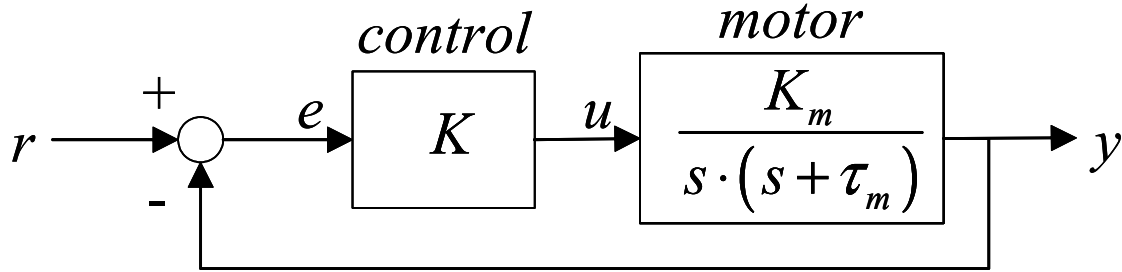 control
motor
+
r
e
K
u
K_m
s·(s+τ_m)
y
-